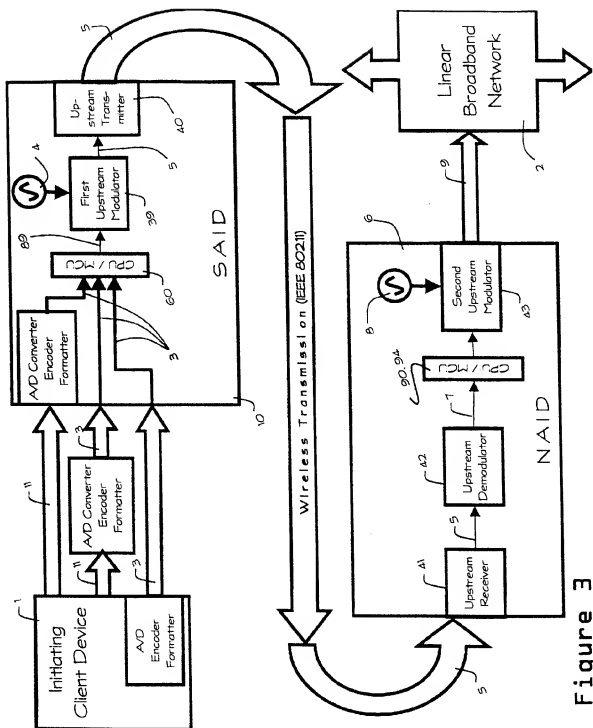 1
Initiating
Client Device
A/D
Encoder
Formatter
11
11
3
A/D Converter
Encoder
Formatter
3
10
A/D Converter
Encoder
Formatter
3
CPU/MCU
60
89
4
First
Upstream
Modulator
39
5
Up-
stream
Trans-
mitter
40
SAID
5
Wireless Transmission (IEEE 802.11)
5
Upstream
Receiver
41
5
Upstream
Demodulator
42
7
CPU/MCU
90.94
8
Second
Upstream
Modulator
43
6
NAID
9
Linear
Broadband
Network
2
Figure 3